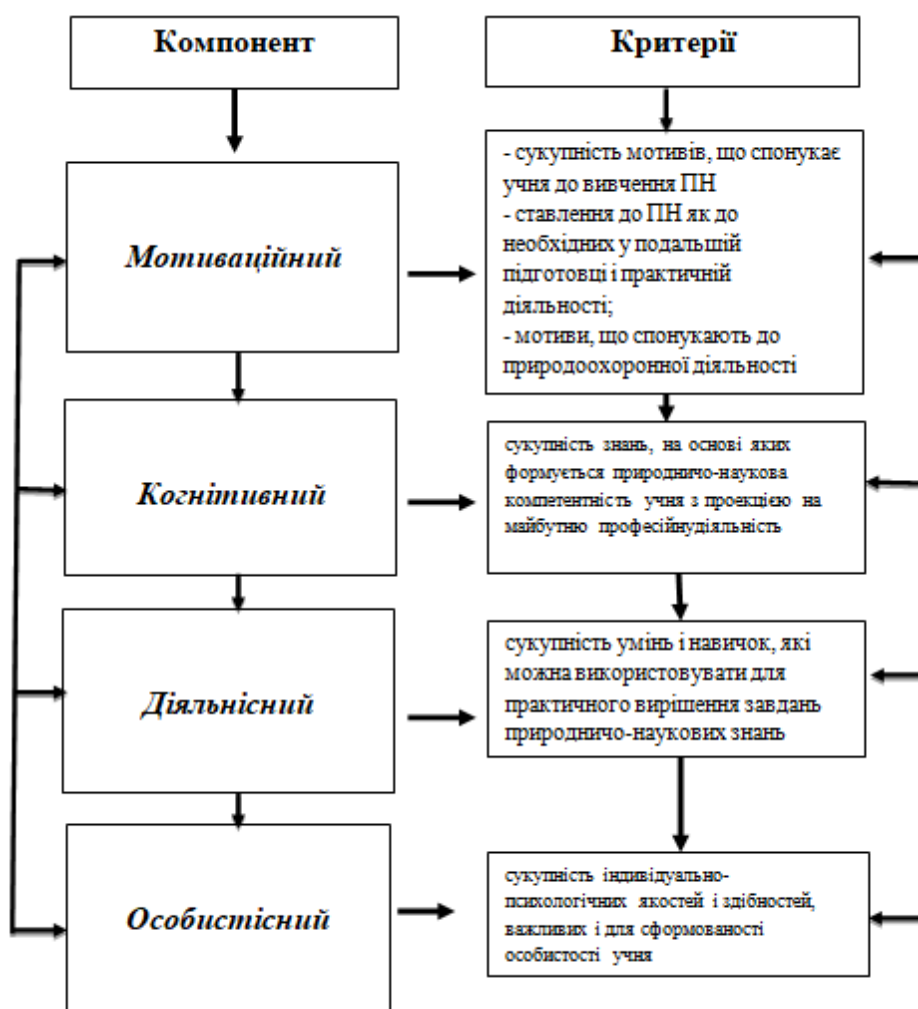 Компонент
Критерії
Мотиваційний
- сукупність мотивів, що спонукає
учня до вивчення ПН
- ставлення до ПН як до
необхідних у подальшій
підготовці і практичній
діяльності;
- мотиви, що спонукають до
природоохоронної діяльності
Когнітивний
сукупність знань, на основі яких
формується природничо-наукова
компетентність учня з проекцією на
майбутню професійнудіяльність
Діяльнісний
сукупність умінь і навичок, які
можна використовувати для
практичного вирішення завдань
природничо-наукових знань
Особистісний
сукупність індивідуально-
психологічних якостей і здібностей,
важливих і для сформованості
особистості учня